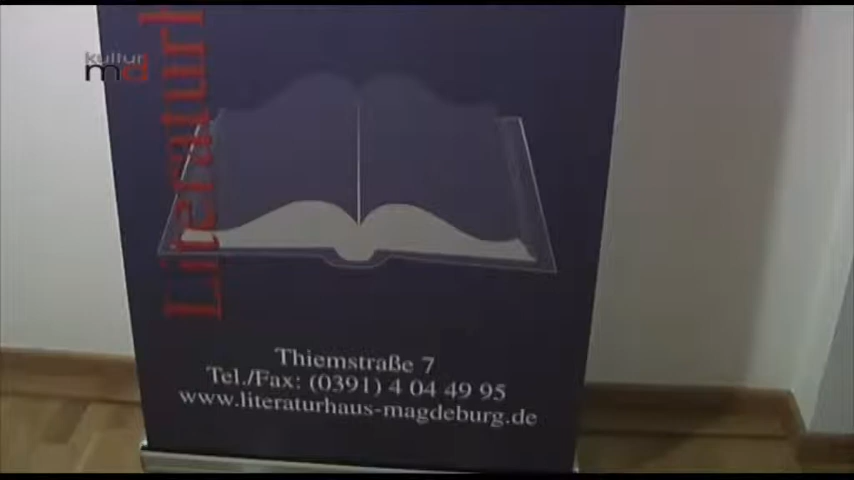 kultur
md
Literaturh
Thiemstraße 7
Tel./Fax: (0391) 4 04 49 95
www.literaturhaus-magdeburg.de